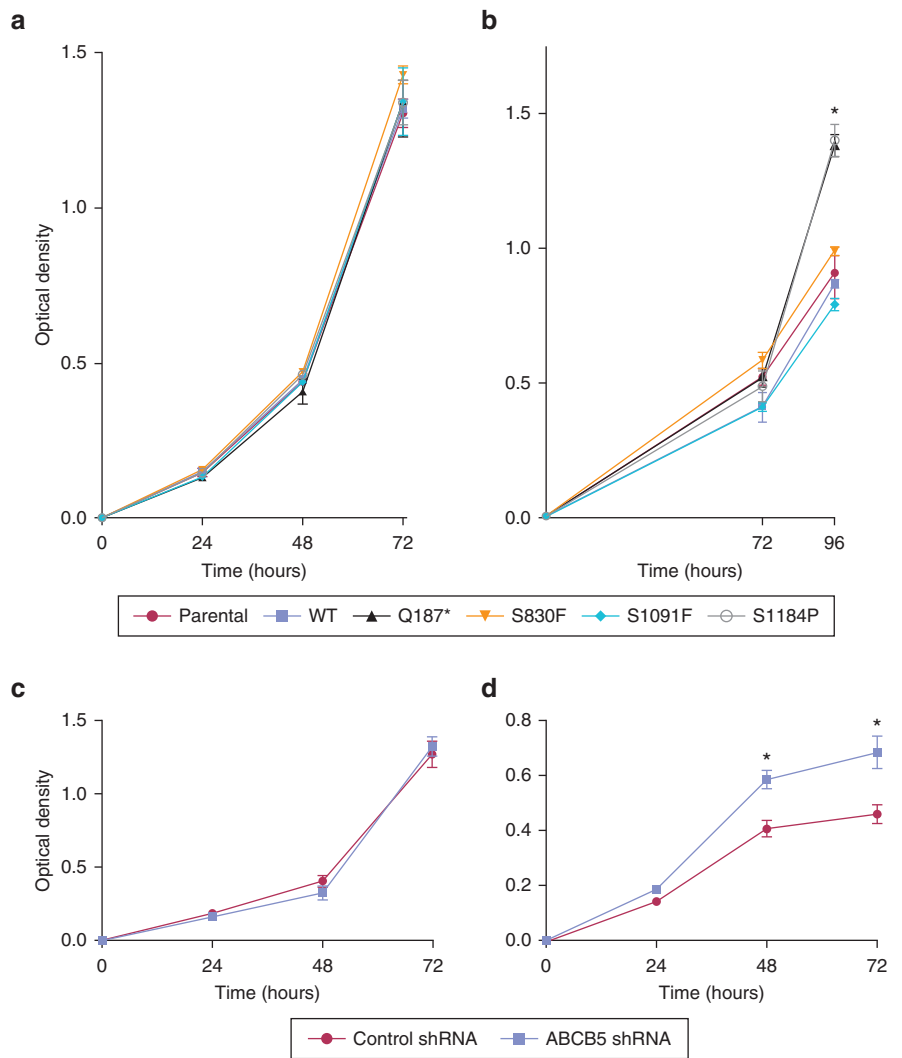 a
1.5
1.0
0.5
0.0
Optical density
0 24 48 72
Time (hours)
b
1.5
1.0
0.5
0.0
*
72 96
Time (hours)
Parental WT Q187* S830F S1091F S1184P
c
1.5
1.0
0.5
0.0
Optical density
0 24 48 72
Time (hours)
d
0.8
0.6
0.4
0.2
0.0
* *
0 24 48 72
Time (hours)
Control shRNA ABCB5 shRNA